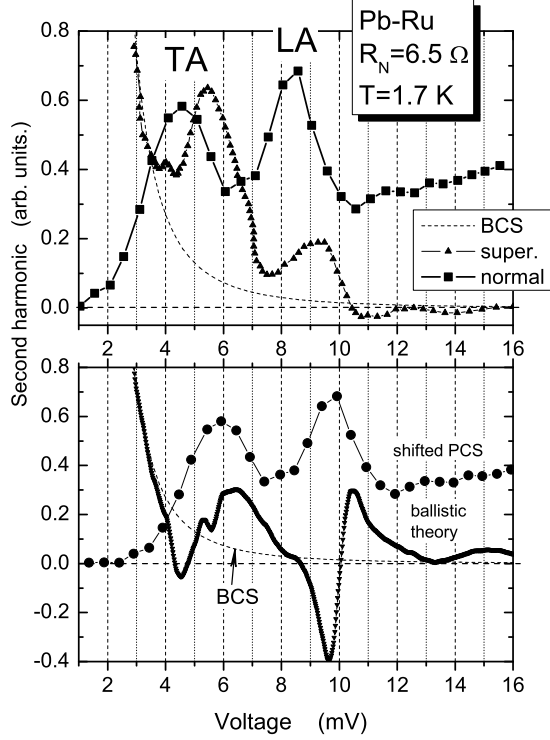 Pb-Ru
R_N=6.5 Ω
T=1.7 K
TA
LA
0.8
0.6
0.4
0.2
0.0
BCS
super.
normal
2 4 6 8 10 12 14 16
Second harmonic (arb. units.)
0.8
0.6
0.4
0.2
0.0
-0.2
-0.4
shifted PCS
ballistic
theory
BCS
2 4 6 8 10 12 14 16
Voltage (mV)